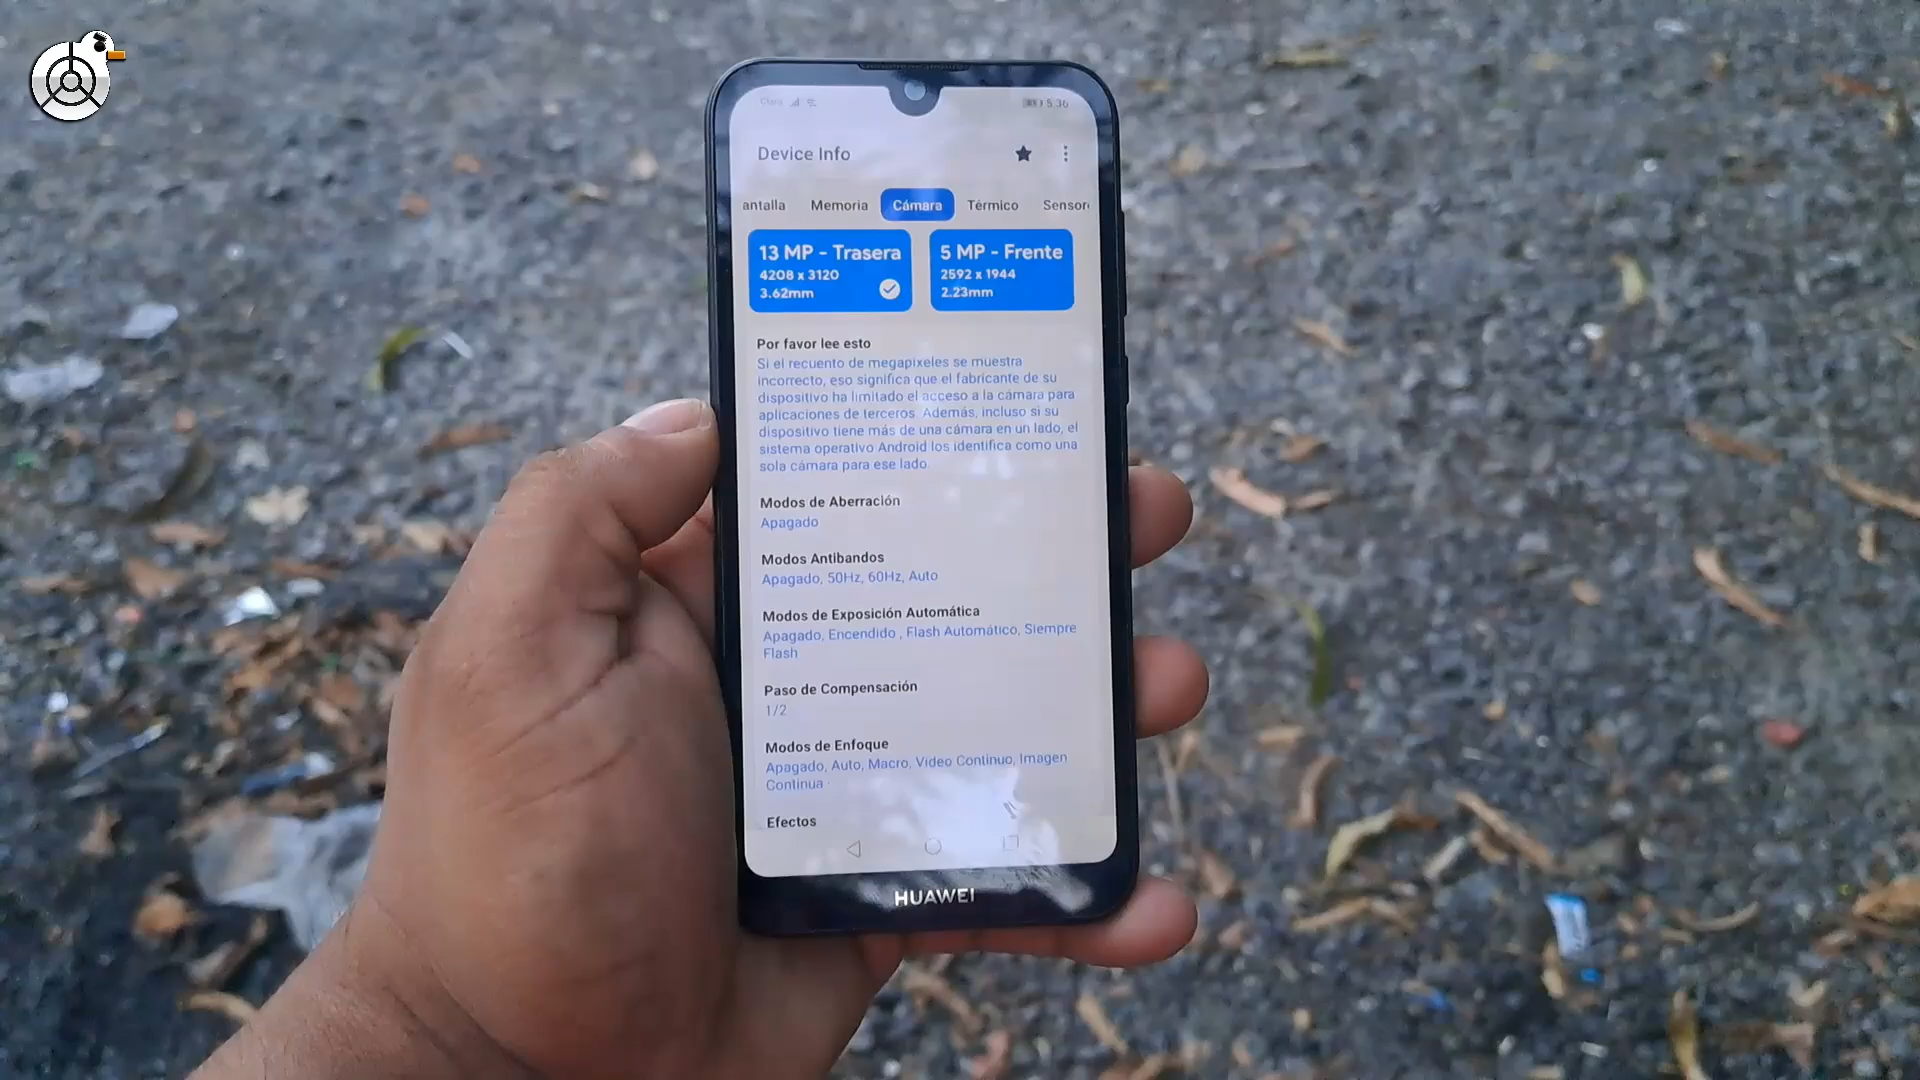 Claro
5:36
Device Info
antalla Memoria Cámara Térmico Sensor
13 MP - Trasera
4208 x 3120
3.62mm
5 MP - Frente
2592 x 1944
2.23mm
Por favor lee esto
Si el recuento de megapixeles se muestra
incorrecto, eso significa que el fabricante de su
dispositivo ha limitado el acceso a la cámara para
aplicaciones de terceros. Además, incluso si su
dispositivo tiene más de una cámara en un lado, el
sistema operativo Android los identifica como una
sola cámara para ese lado.
Modos de Aberración
Apagado
Modos Antibandos
Apagado, 50Hz, 60Hz, Auto
Modos de Exposición Automática
Apagado, Encendido , Flash Automático, Siempre
Flash
Paso de Compensación
1/2
Modos de Enfoque
Apagado, Auto, Macro, Video Continuo, Imagen
Continua
Efectos
HUAWEI